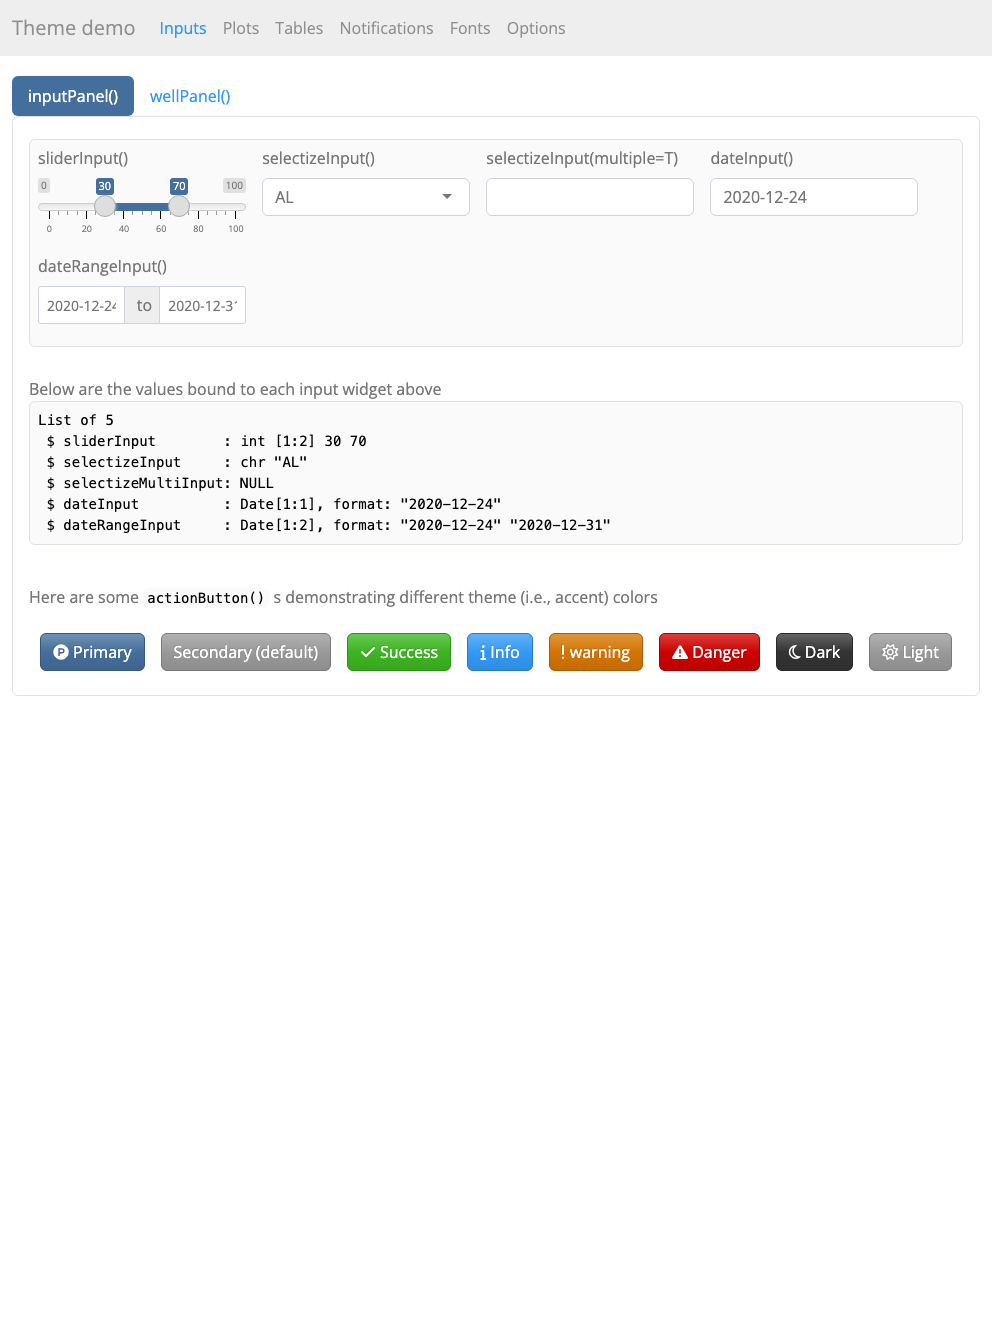 Theme demo Inputs Plots Tables Notifications Fonts Options
inputPanel() wellPanel()
sliderInput() selectizeInput() selectizeInput(multiple=T) dateInput()
0 30 70 100
AL 2020-12-24
0 20 40 60 80 100
dateRangeInput()
2020-12-24 to 2020-12-31
Below are the values bound to each input widget above
List of 5
$ sliderInput : int [1:2] 30 70
$ selectizeInput : chr "AL"
$ selectizeMultiInput: NULL
$ dateInput : Date[1:1], format: "2020-12-24"
$ dateRangeInput : Date[1:2], format: "2020-12-24" "2020-12-31"
Here are some actionButton() s demonstrating different theme (i.e., accent) colors
Primary Secondary (default) Success Info warning Danger Dark Light